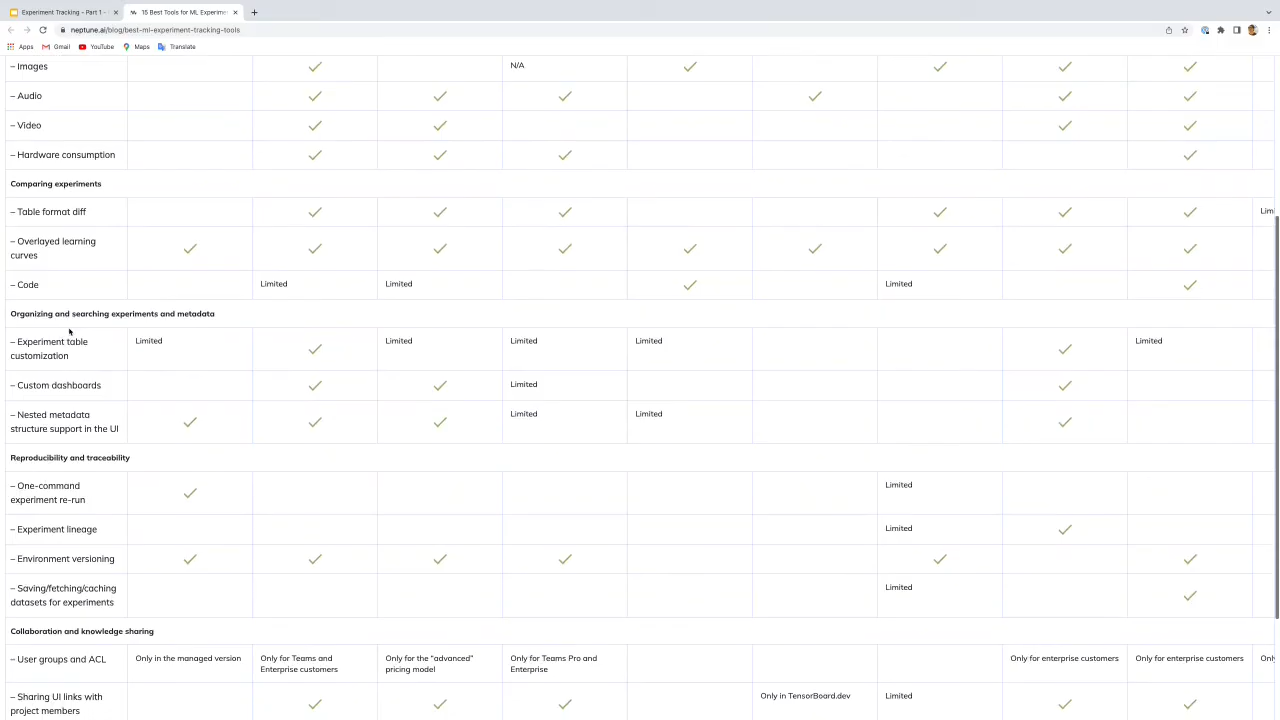 Experiment Tracking - Part 1 -
15 Best Tools for ML Experime
neptune.ai/blog/best-ml-experiment-tracking-tools
Apps Gmail YouTube Maps Translate
– Images N/A
– Audio
– Video
– Hardware consumption
Comparing experiments
– Table format diff Lim
– Overlayed learning
curves
– Code Limited Limited Limited
Organizing and searching experiments and metadata
– Experiment table
customization
Limited Limited Limited Limited Limited
– Custom dashboards Limited
– Nested metadata
structure support in the UI
Limited Limited
Reproducibility and traceability
– One-command
experiment re-run
Limited
– Experiment lineage Limited
– Environment versioning
– Saving/fetching/caching
datasets for experiments
Limited
Collaboration and knowledge sharing
– User groups and ACL
Only in the managed version
Only for Teams and
Enterprise customers
Only for the "advanced"
pricing model
Only for Teams Pro and
Enterprise
Only for enterprise customers
Only for enterprise customers
– Sharing UI links with
project members
Only in TensorBoard.dev
Limited